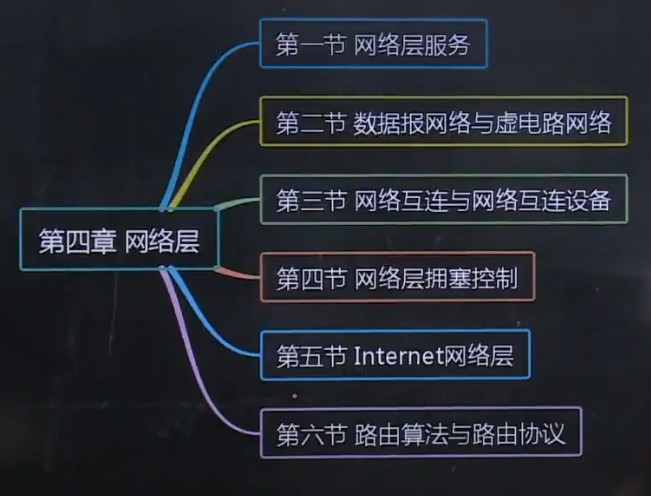 第四章 网络层
第一节 网络层服务
第二节 数据报网络与虚电路网络
第三节 网络互连与网络互连设备
第四节 网络层拥塞控制
第五节 Internet网络层
第六节 路由算法与路由协议